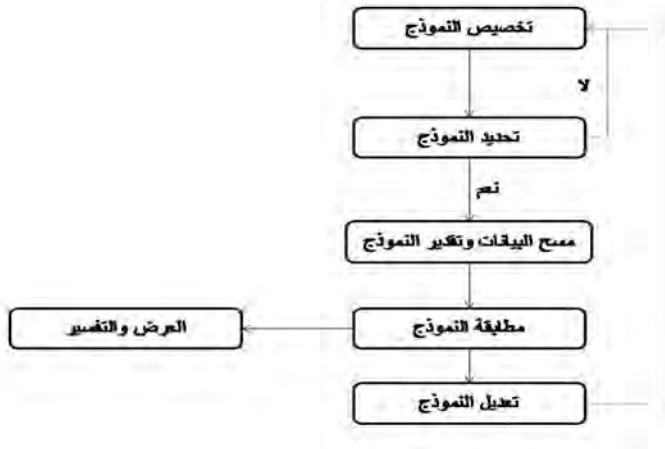 تخصيص النموذج
لا
تحديد النموذج
نعم
مسح البيانات وتقدير النموذج
مطابقة النموذج
العرض والتفسير
تعديل النموذج